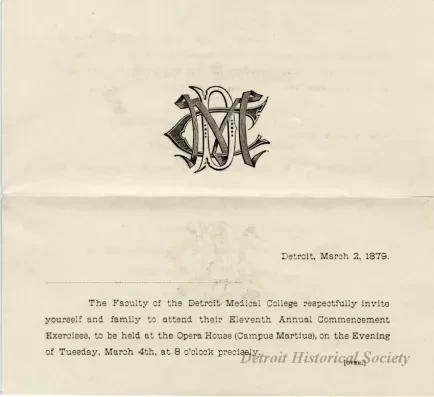 DMC
Detroit, March 2, 1879.
The Faculty of the Detroit Medical College respectfully invite
yourself and family to attend their Eleventh Annual Commencement
Exercises, to be held at the Opera House (Campus Martius), on the Evening
of Tuesday, March 4th, at 8 o'clock precisely.
Detroit Historical Society
[OVER.]